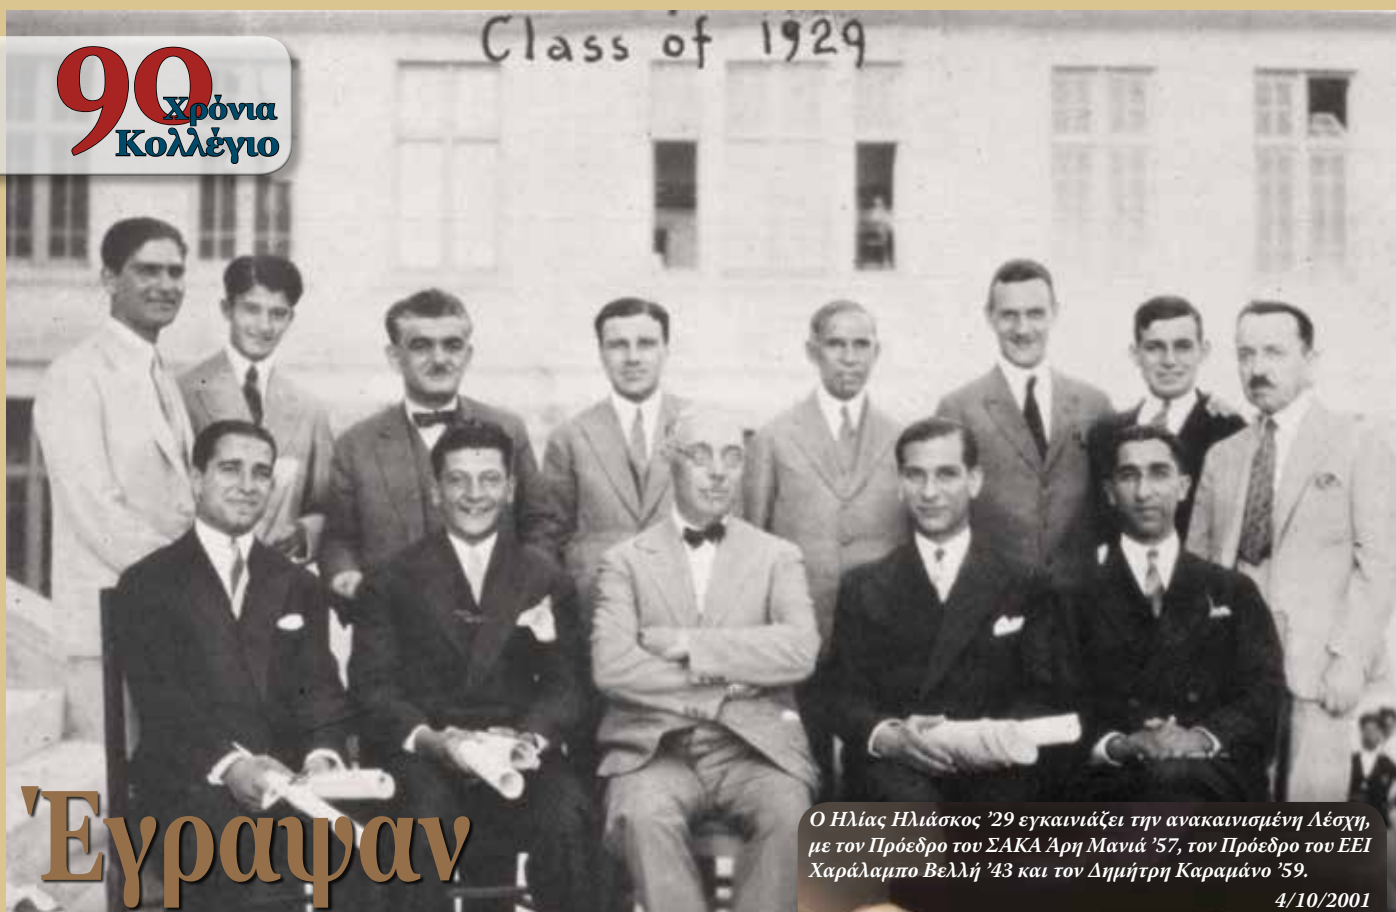 Class of 1929
90
Χρόνια
Κολλέγιο
Έγραψαν
Ο Ηλίας Ηλιάσκος ’29 εγκαινιάζει την ανακαινισμένη Λέσχη,
με τον Πρόεδρο του ΣΑΚΑ Άρη Μανιά ’57, τον Πρόεδρο του ΕΕΙ
Χαράλαμπο Βελλή ’43 και τον Δημήτρη Καραμάνο ’59.
4/10/2001